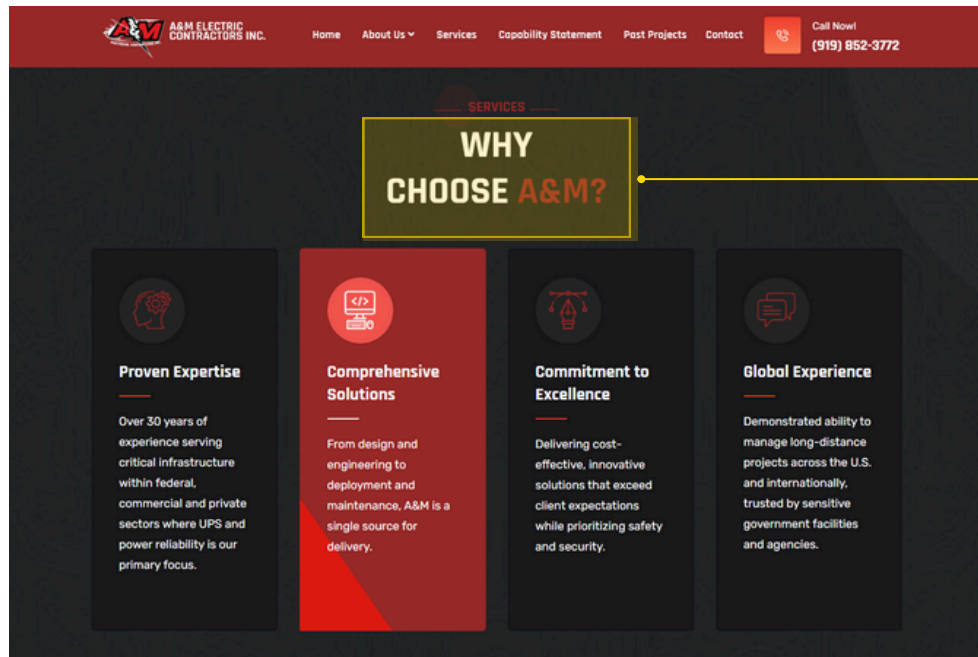 A&M
A&M ELECTRIC
CONTRACTORS INC.
Home
About Us
Services
Capability Statement
Past Projects
Contact
Call Now!
(919) 852-3772
SERVICES
WHY
CHOOSE A&M?
Proven Expertise
Over 30 years of
experience serving
critical infrastructure
within federal,
commercial and private
sectors where UPS and
power reliability is our
primary focus.
</>
Comprehensive
Solutions
From design and
engineering to
deployment and
maintenance, A&M is a
single source for
delivery.
Commitment to
Excellence
Delivering cost-
effective, innovative
solutions that exceed
client expectations
while prioritizing safety
and security.
Global Experience
Demonstrated ability to
manage long-distance
projects across the U.S.
and internationally,
trusted by sensitive
government facilities
and agencies.